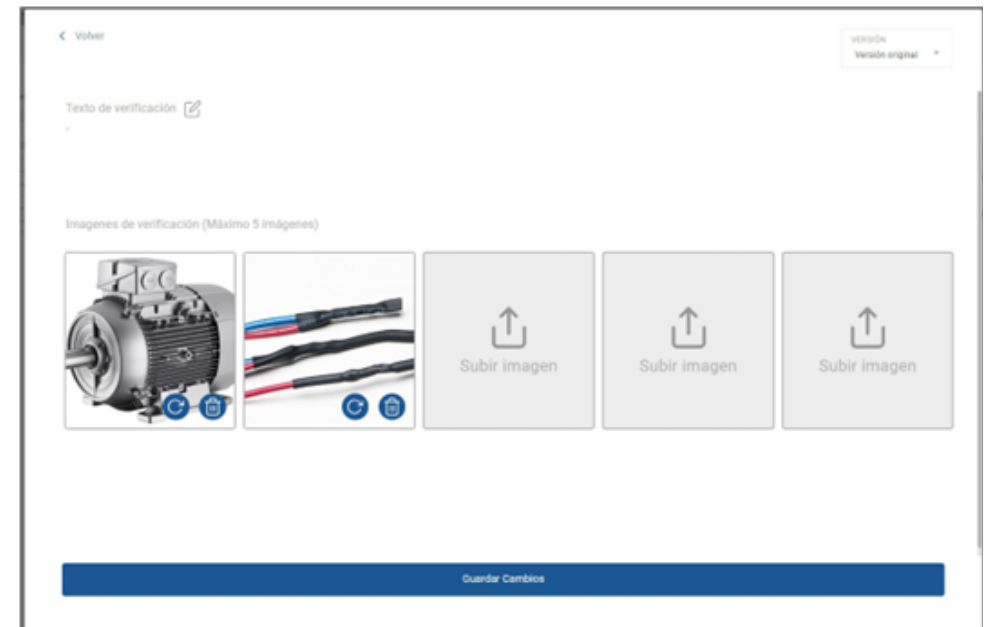 Volver
VERSIÓN
Versión original
Texto de verificación
-
Imagenes de verificación (Máximo 5 imágenes)
Subir imagen
Subir imagen
Subir imagen
Guardar Cambios